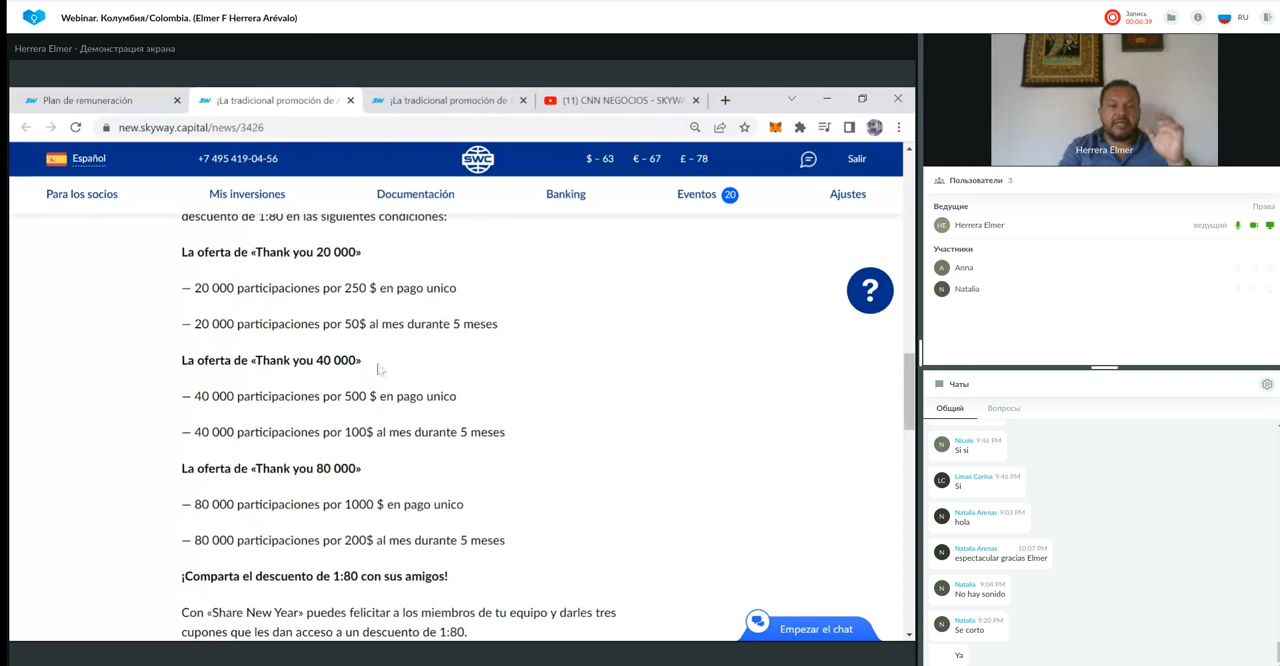 Webinar. Колумбия/Colombia. (Elmer F Herrera Arévalo)
Запись
00:06:39
RU
Herrera Elmer - Демонстрация экрана
Plan de remuneración
¡La tradicional promoción de
¡La tradicional promoción de
(11) CNN NEGOCIOS - SKYW
new.skyway.capital/news/3426
Español
+7 495 419-04-56
SWC
$ – 63
€ – 67
£ – 78
Salir
Para los socios
Mis inversiones
Documentación
Banking
Eventos 20
Ajustes
descuento de 1:80 en las siguientes condiciones:
La oferta de «Thank you 20 000»
— 20 000 participaciones por 250 $ en pago unico
— 20 000 participaciones por 50$ al mes durante 5 meses
La oferta de «Thank you 40 000»
— 40 000 participaciones por 500 $ en pago unico
— 40 000 participaciones por 100$ al mes durante 5 meses
La oferta de «Thank you 80 000»
— 80 000 participaciones por 1000 $ en pago unico
— 80 000 participaciones por 200$ al mes durante 5 meses
¡Comparta el descuento de 1:80 con sus amigos!
Con «Share New Year» puedes felicitar a los miembros de tu equipo y darles tres
cupones que les dan acceso a un descuento de 1:80.
?
Empezar el chat
Herrera Elmer
Пользователи 3
Ведущие
Права
HE
Herrera Elmer
ведущий
Участники
A
Anna
N
Natalia
Чаты
Общий
Вопросы
N
Nicole 9:46 PM
Si si
LC
Limas Corina 9:46 PM
Si
N
Natalia Arenas 9:03 PM
hola
N
Natalia Arenas 10:07 PM
espectacular gracias Elmer
N
Natalia 9:04 PM
No hay sonido
N
Natalia 9:20 PM
Se corto
Ya